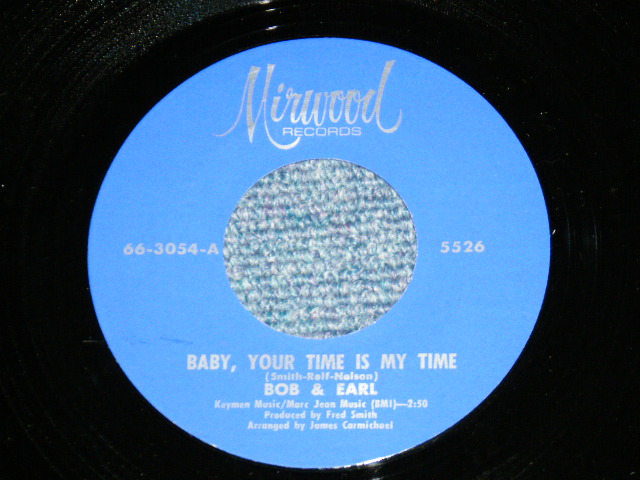 Mirwood
RECORDS
66-3054-A
5526
BABY, YOUR TIME IS MY TIME
(Smith-Relf-Nelson)
BOB & EARL
Keymen Music/Marc Jean Music (BMI)—2:50
Produced by Fred Smith
Arranged by James Carmichael